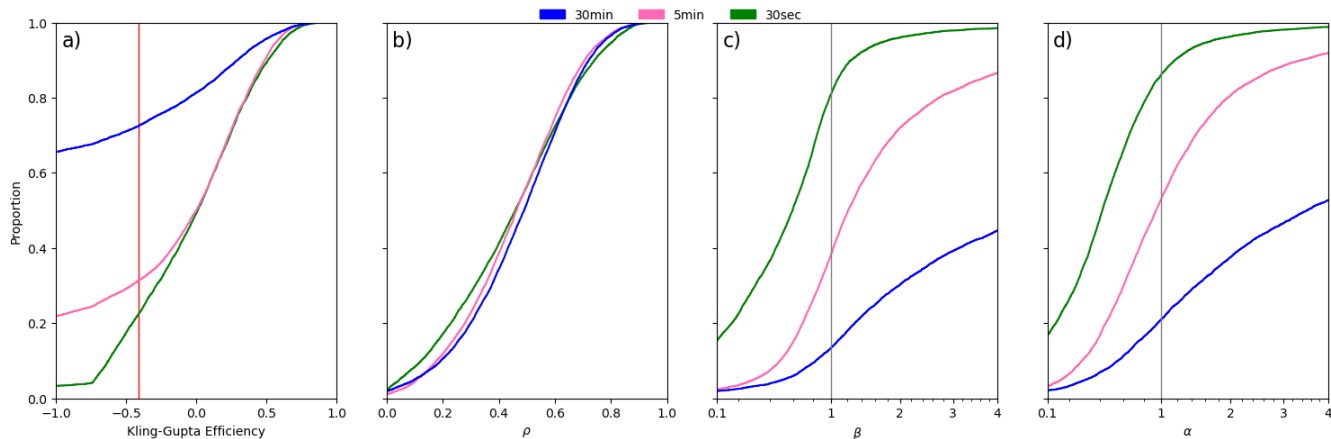 30min 5min 30sec
a) b) c) d)
Proportion
1.0
0.8
0.6
0.4
0.2
0.0
−1.0 −0.5 0.0 0.5 1.0
Kling-Gupta Efficiency
0.0 0.2 0.4 0.6 0.8 1.0
ρ
0.1 1 2 3 4
β
0.1 1 2 3 4
α